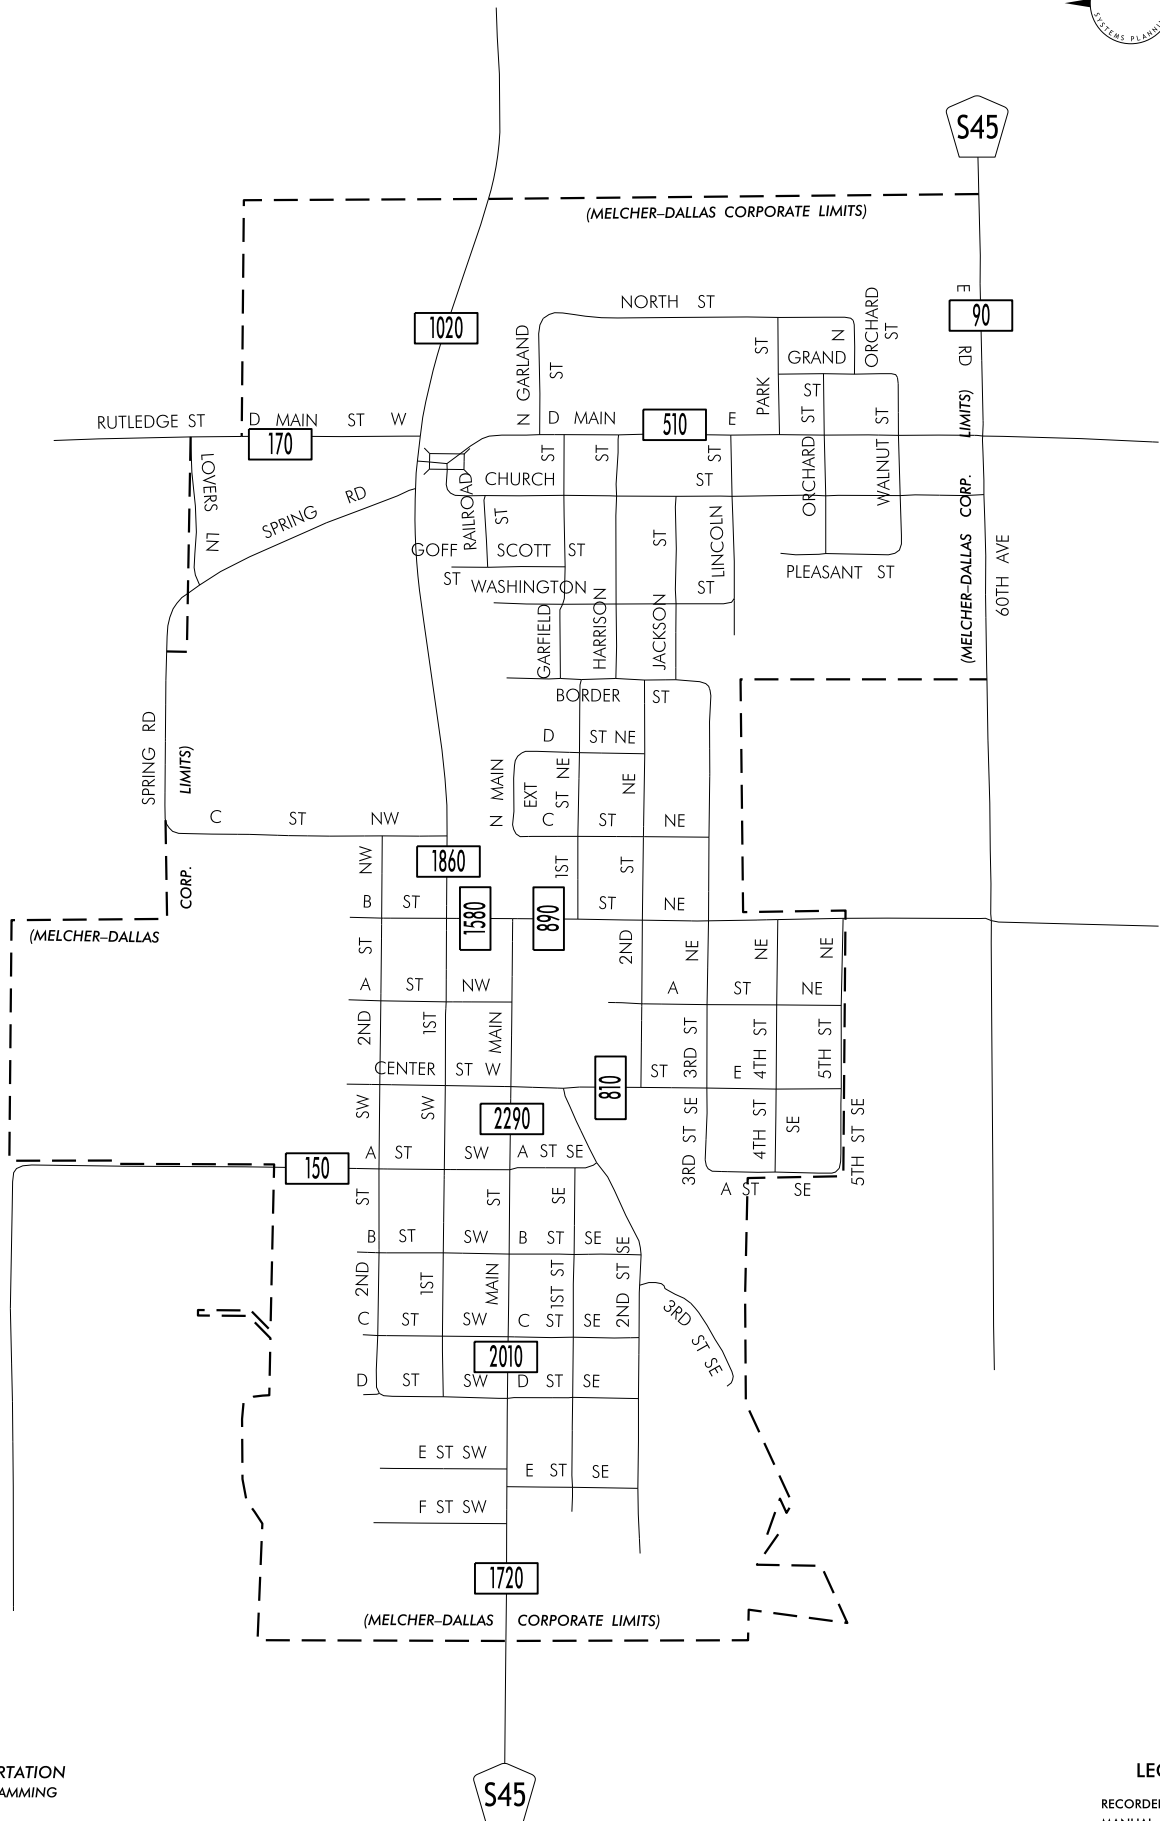 SYSTEMS PLANNI
S45
(MELCHER–DALLAS CORPORATE LIMITS)
E
90
RD
NORTH ST
1020
N GARLAND ST
PARK ST
N ORCHARD ST
GRAND ST
RUTLEDGE ST
D MAIN ST W
170
N D MAIN 510 E
LIMITS)
(MELCHER–DALLAS CORP.
60TH AVE
LOVERS LN
SPRING RD
CHURCH ST
RAILROAD ST
ST
ST
ST
ORCHARD ST
WALNUT ST
GOFF ST
SCOTT ST
ST
LINCOLN
WASHINGTON ST
PLEASANT ST
GARFIELD
HARRISON
JACKSON
BORDER ST
SPRING RD
LIMITS)
D ST NE
N MAIN
EXT
ST NE
NE
C ST NW
C ST NE
1860
NW
1ST
ST
CORP.
B ST
1580
890
ST NE
(MELCHER–DALLAS
ST
2ND
NE
NE
NE
A ST NW
A ST NE
2ND
1ST
MAIN
3RD ST
4TH ST
5TH ST
CENTER ST W
810
ST E
SW
SW
2290
3RD ST SE
4TH ST
SE
5TH ST SE
A ST SW
A ST SE
150
A ST SE
ST
ST
SE
B ST SW
B ST SE
2ND
1ST
MAIN
1ST ST
2ND ST SE
3RD ST SE
C ST SW
C ST SE
2010
D ST SW
D ST SE
E ST SW
E ST SE
F ST SW
1720
(MELCHER–DALLAS CORPORATE LIMITS)
S45
RTATION
AMMING
LEG
RECORDE